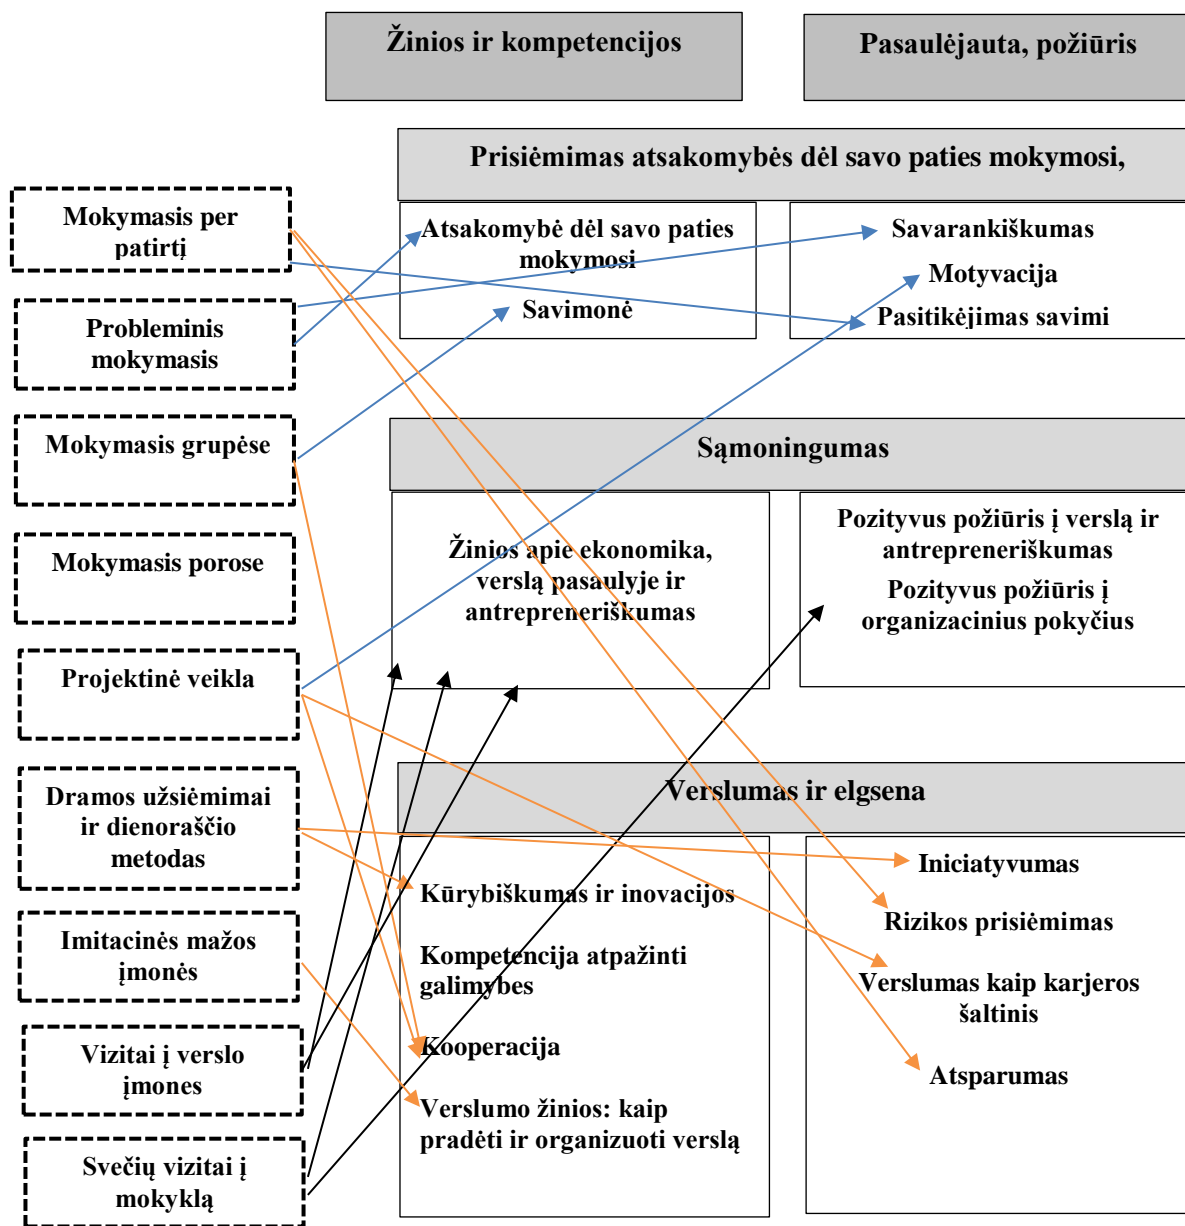 Žinios ir kompetencijos
Pasaulėjauta, požiūris
Prisiėmimas atsakomybės dėl savo paties mokymosi,
Mokymasis per
patirtį
Probleminis
mokymasis
Mokymasis grupėse
Mokymasis porose
Projektinė veikla
Dramos užsiėmimai
ir dienoraščio
metodas
Imitacinės mažos
įmonės
Vizitai į verslo
įmones
Svečių vizitai į
mokyklą
Atsakomybė dėl savo paties
mokymosi
Savimonė
Savarankiškumas
Motyvacija
Pasitikėjimas savimi
Sąmoningumas
Žinios apie ekonomika,
verslą pasaulyje ir
antrepreneriškumas
Pozityvus požiūris į verslą ir
antrepreneriškumas
Pozityvus požiūris į
organizacinius pokyčius
Verslumas ir elgsena
Kūrybiškumas ir inovacijos
Kompetencija atpažinti
galimybes
Kooperacija
Verslumo žinios: kaip
pradėti ir organizuoti verslą
Iniciatyvumas
Rizikos prisiėmimas
Verslumas kaip karjeros
šaltinis
Atsparumas